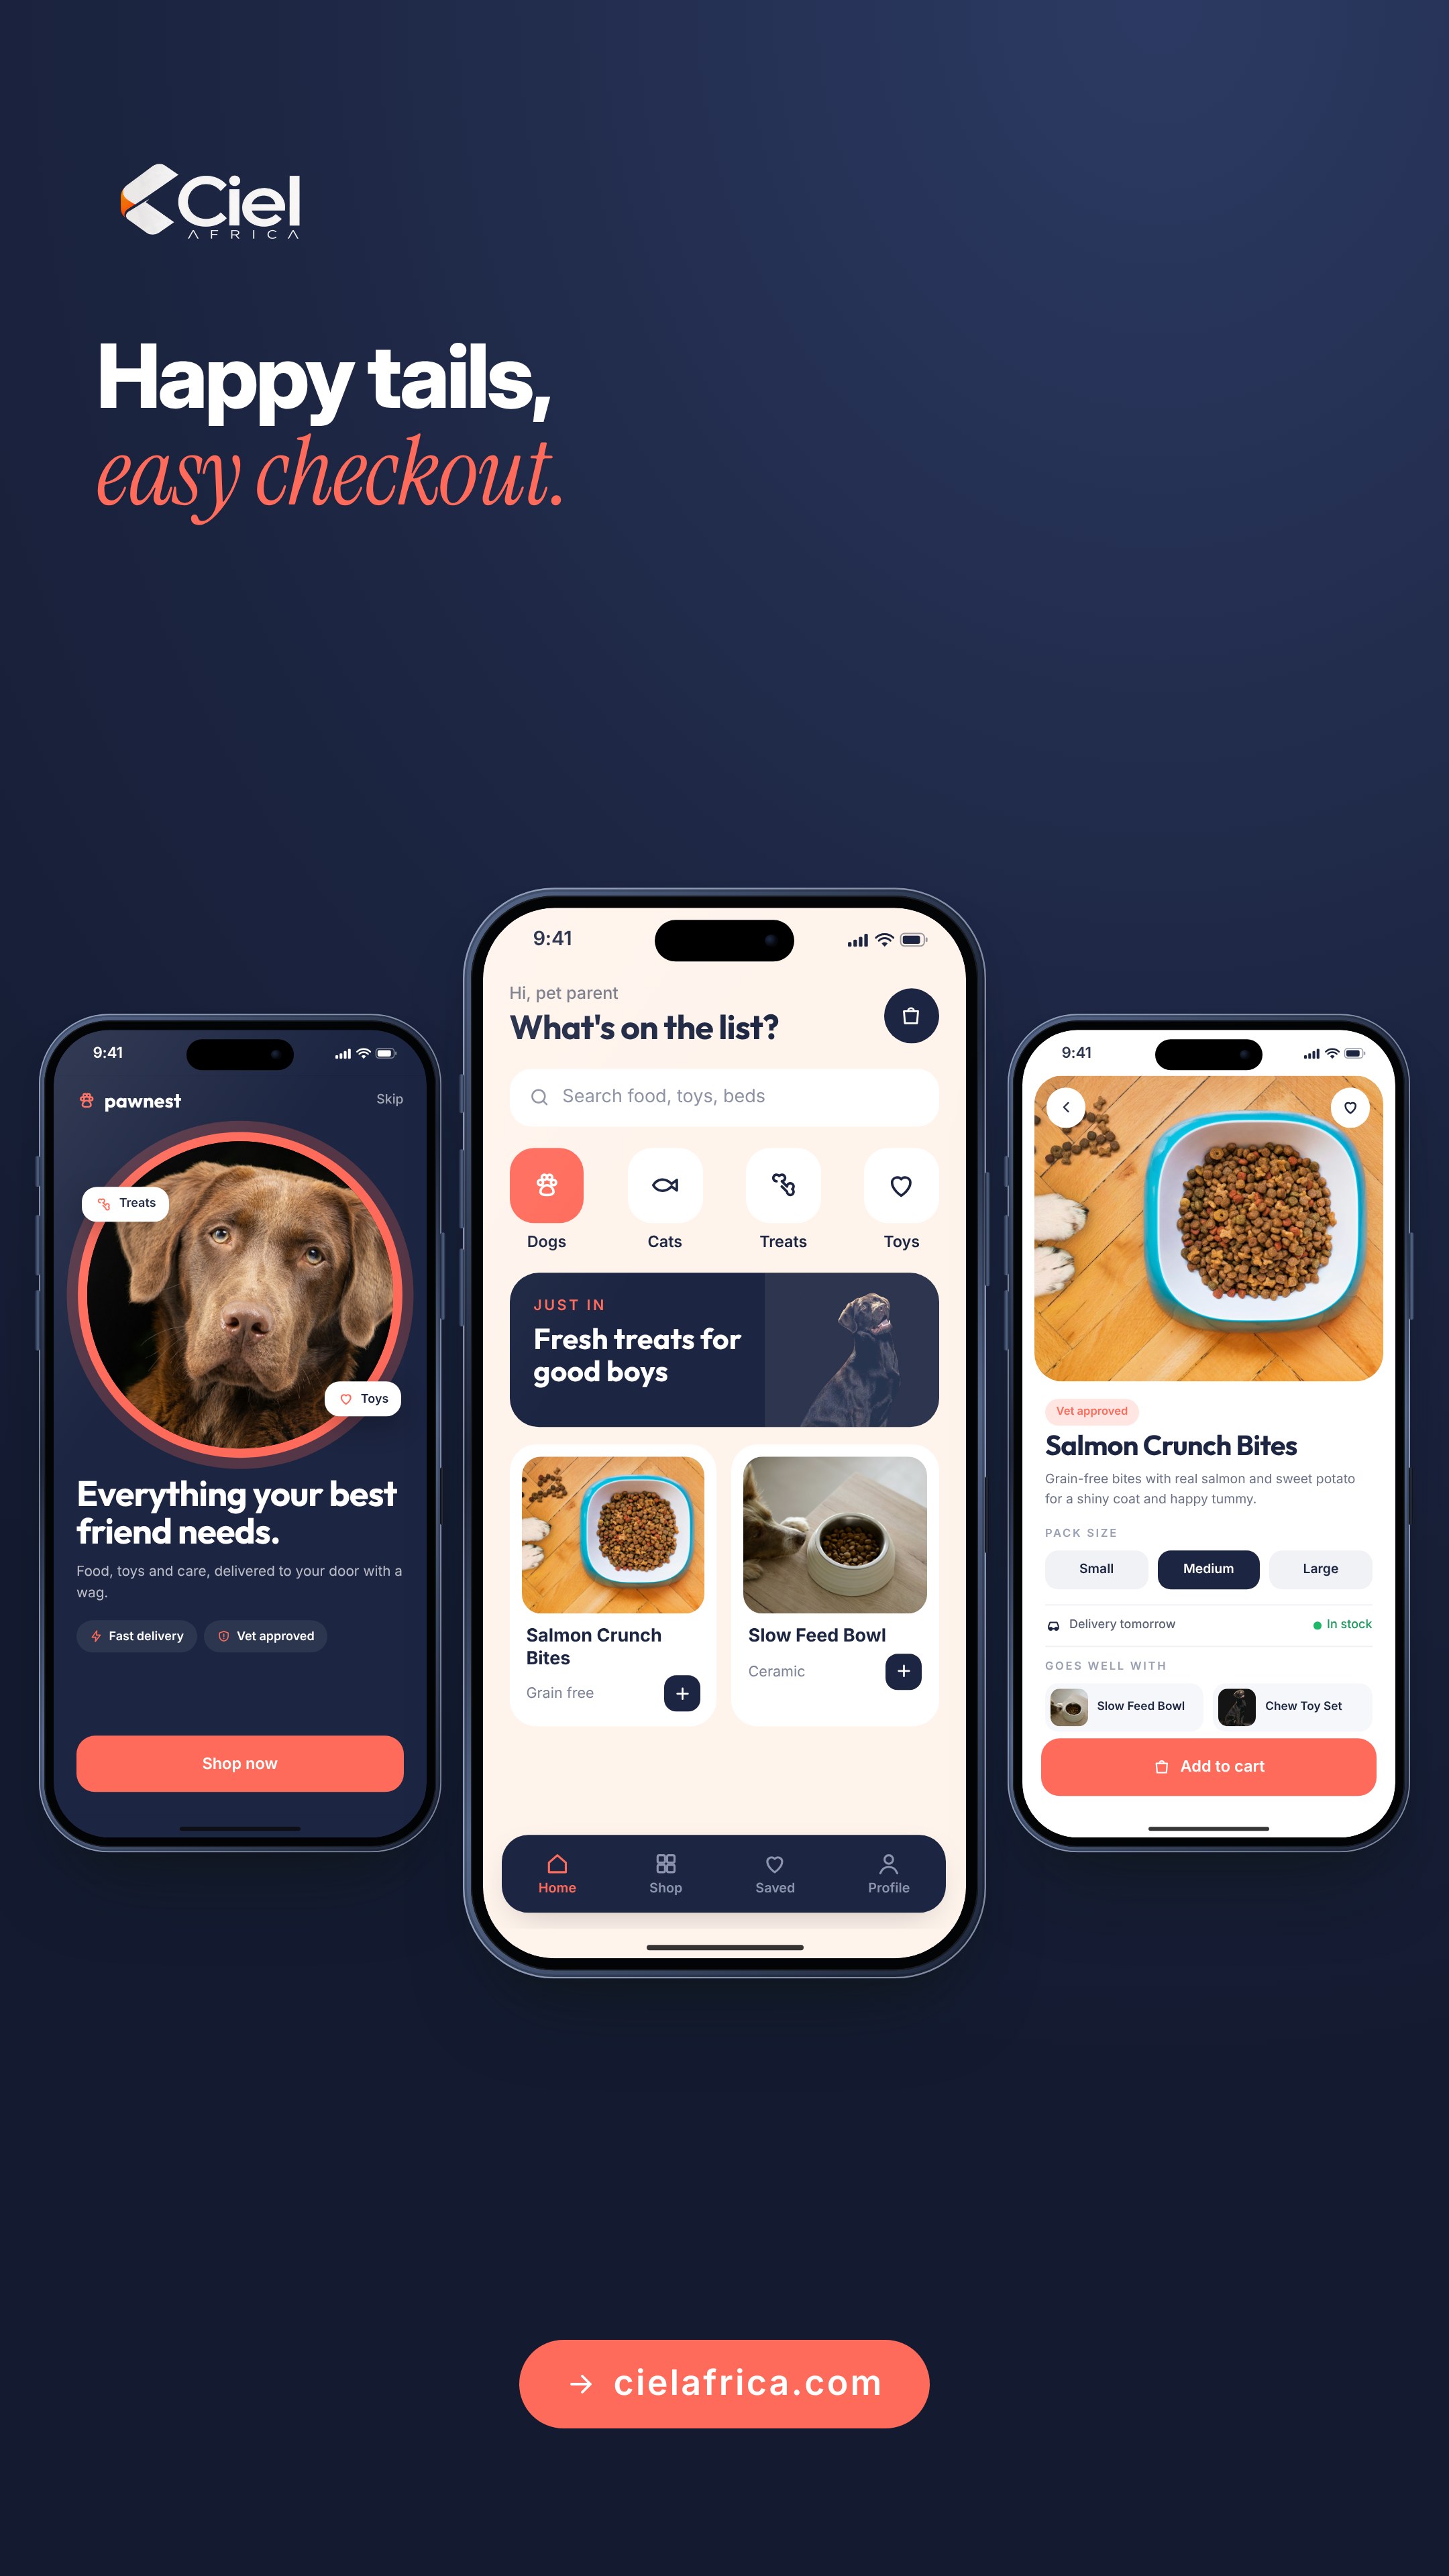 Ciel
AFRICA
Happy tails,
easy checkout.
9:41
pawnest
Skip
Treats
Toys
Everything your best
friend needs.
Food, toys and care, delivered to your door with a
wag.
Fast delivery
Vet approved
Shop now
9:41
Hi, pet parent
What's on the list?
Search food, toys, beds
Dogs
Cats
Treats
Toys
JUST IN
Fresh treats for
good boys
Salmon Crunch
Bites
Grain free
Slow Feed Bowl
Ceramic
Home
Shop
Saved
Profile
9:41
Vet approved
Salmon Crunch Bites
Grain-free bites with real salmon and sweet potato
for a shiny coat and happy tummy.
PACK SIZE
Small
Medium
Large
Delivery tomorrow
In stock
GOES WELL WITH
Slow Feed Bowl
Chew Toy Set
Add to cart
→ cielafrica.com